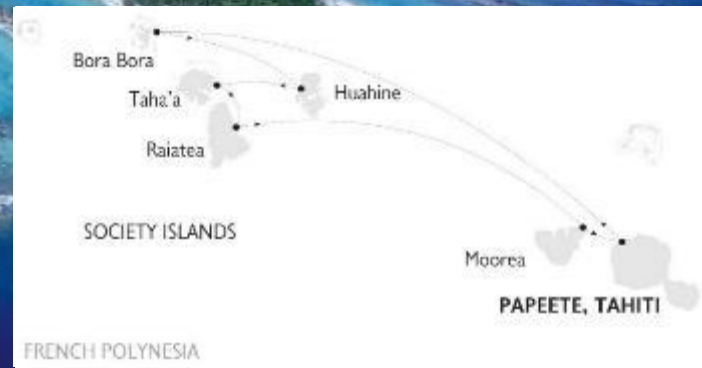 Bora Bora
Taha'a
Huahine
Raiatea
SOCIETY ISLANDS
Moorea
PAPEETE, TAHITI
FRENCH POLYNESIA